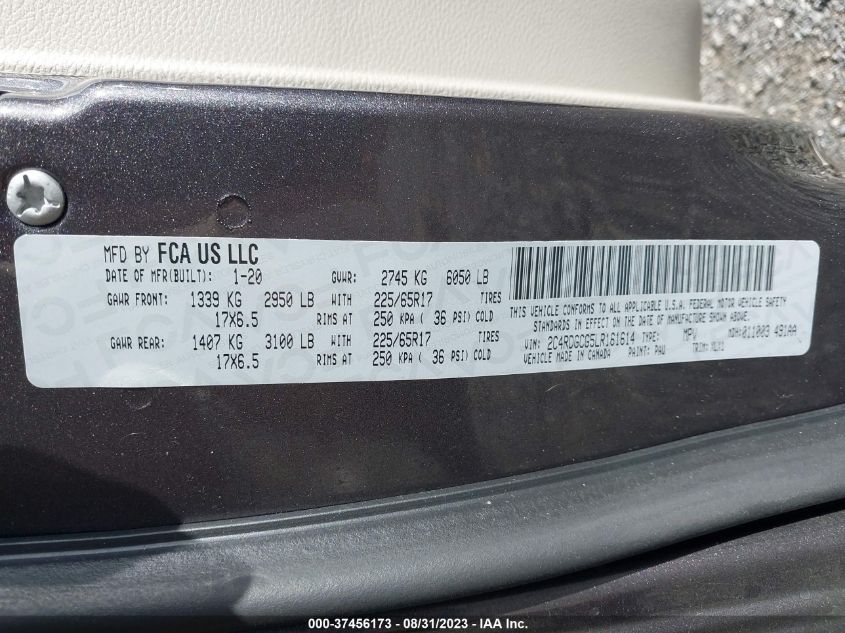 MFD BY FCA US LLC
DATE OF MFR(BUILT): 1-20 GVWR: 2745 KG 6050 LB
GAWR FRONT: 1339 KG 2950 LB WITH 225/65R17 TIRES
17X6.5 RIMS AT 250 KPA ( 36 PSI) COLD
GAWR REAR: 1407 KG 3100 LB WITH 225/65R17 TIRES
17X6.5 RIMS AT 250 KPA ( 36 PSI) COLD
THIS VEHICLE CONFORMS TO ALL APPLICABLE U.S.A. FEDERAL MOTOR VEHICLE SAFETY
STANDARDS IN EFFECT ON THE DATE OF MANUFACTURE SHOWN ABOVE.
VIN: 2C4RDGCG5LR161614 TYPE: MPV MDH:011003 491AA
VEHICLE MADE IN CANADA PAINT: PAU TRIM:
000-37456173 - 08/31/2023 - IAA Inc.